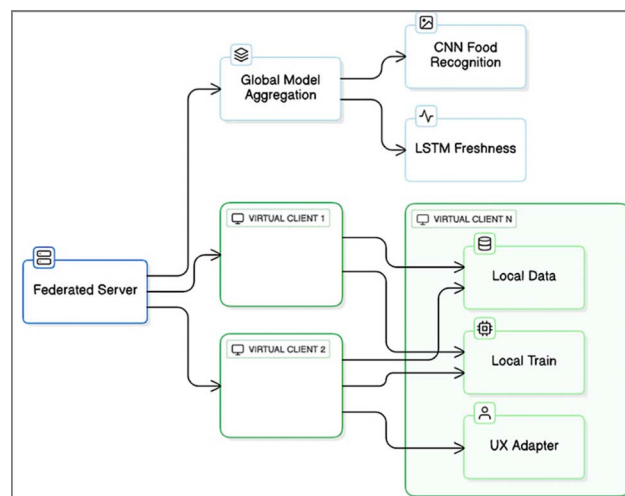 CNN Food
Recognition
Global Model
Aggregation
LSTM Freshness
VIRTUAL CLIENT 1
VIRTUAL CLIENT N
Federated Server
Local Data
VIRTUAL CLIENT 2
Local Train
UX Adapter